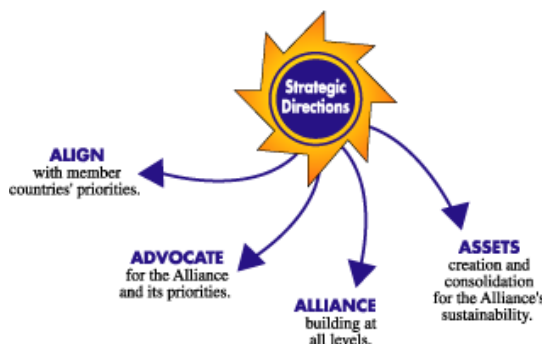 Strategic
Directions
ALIGN
with member
countries' priorities.
ADVOCATE
for the Alliance
and its priorities.
ALLIANCE
building at
all levels.
ASSETS
creation and
consolidation
for the Alliance's
sustainability.